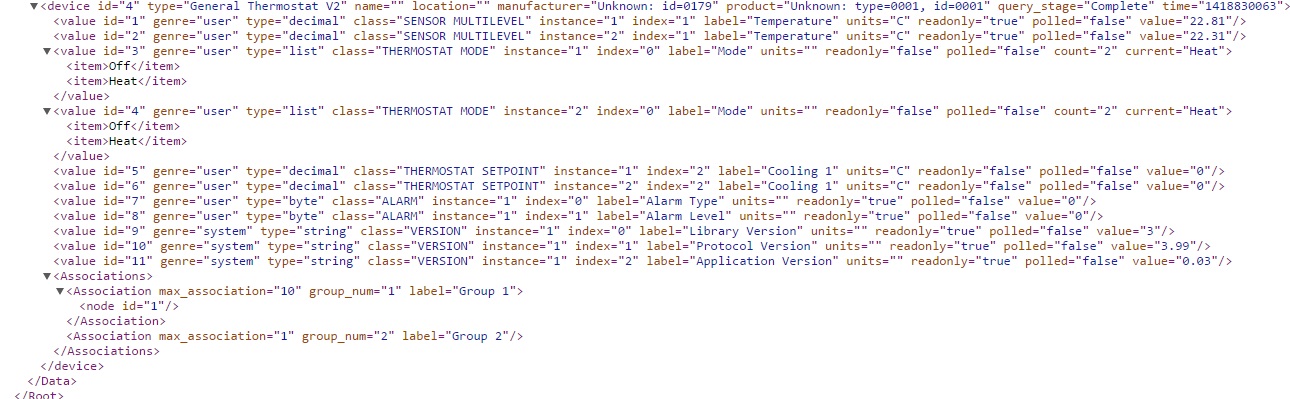 ▼<device id="4" type="General Thermostat V2" name="" location="" manufacturer="Unknown: id=0179" product="Unknown: type=0001, id=0001" query_stage="Complete" time="1418830063">
<value id="1" genre="user" type="decimal" class="SENSOR MULTILEVEL" instance="1" index="1" label="Temperature" units="C" readonly="true" polled="false" value="22.81"/>
<value id="2" genre="user" type="decimal" class="SENSOR MULTILEVEL" instance="2" index="1" label="Temperature" units="C" readonly="true" polled="false" value="22.31"/>
▼<value id="3" genre="user" type="list" class="THERMOSTAT MODE" instance="1" index="0" label="Mode" units="" readonly="false" polled="false" count="2" current="Heat">
<item>Off</item>
<item>Heat</item>
</value>
▼<value id="4" genre="user" type="list" class="THERMOSTAT MODE" instance="2" index="0" label="Mode" units="" readonly="false" polled="false" count="2" current="Heat">
<item>Off</item>
<item>Heat</item>
</value>
<value id="5" genre="user" type="decimal" class="THERMOSTAT SETPOINT" instance="1" index="2" label="Cooling 1" units="C" readonly="false" polled="false" value="0"/>
<value id="6" genre="user" type="decimal" class="THERMOSTAT SETPOINT" instance="2" index="2" label="Cooling 1" units="C" readonly="false" polled="false" value="0"/>
<value id="7" genre="user" type="byte" class="ALARM" instance="1" index="0" label="Alarm Type" units="" readonly="true" polled="false" value="0"/>
<value id="8" genre="user" type="byte" class="ALARM" instance="1" index="1" label="Alarm Level" units="" readonly="true" polled="false" value="0"/>
<value id="9" genre="system" type="string" class="VERSION" instance="1" index="0" label="Library Version" units="" readonly="true" polled="false" value="3"/>
<value id="10" genre="system" type="string" class="VERSION" instance="1" index="1" label="Protocol Version" units="" readonly="true" polled="false" value="3.99"/>
<value id="11" genre="system" type="string" class="VERSION" instance="1" index="2" label="Application Version" units="" readonly="true" polled="false" value="0.03"/>
▼<Associations>
▼<Association max_association="10" group_num="1" label="Group 1">
<node id="1"/>
</Association>
<Association max_association="1" group_num="2" label="Group 2"/>
</Associations>
</device>
</Data>
</Root>